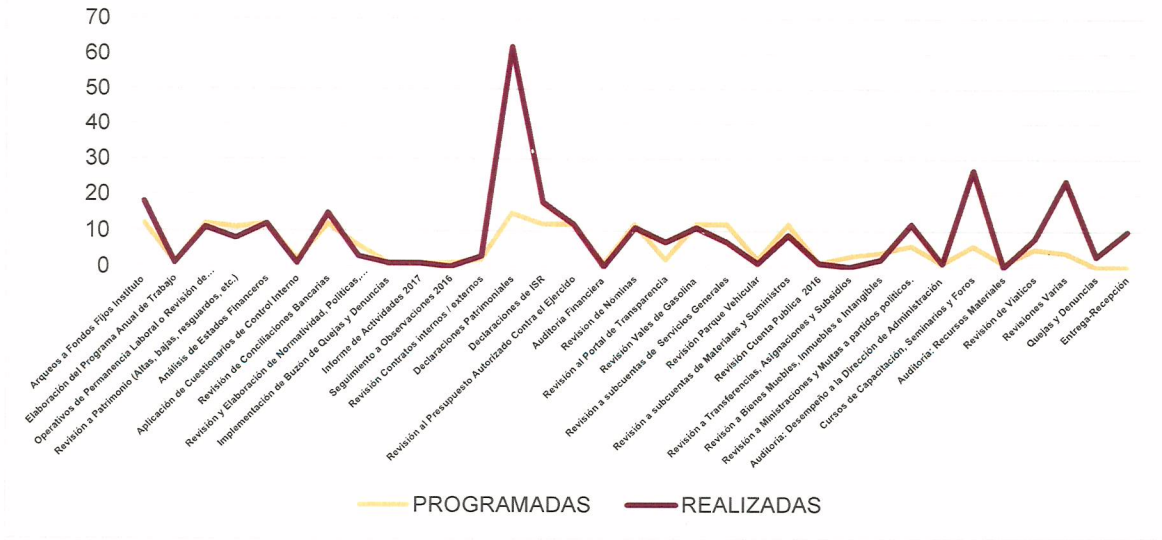 70
60
50
40
30
20
10
0
Arqueos a Fondos Fijos Instituto
Elaboración del Programa Anual de Trabajo
Operativos de Permanencia Laboral o Revisión de...
Revisión a Patrimonio (Altas, bajas, resguardos, etc.)
Análisis de Estados Financeros
Aplicación de Cuestionarios de Control Interno
Revisión de Conciliaciones Bancarias
Revisión y Elaboración de Normatividad, Políticas,...
Implementación de Buzones de Quejas y Denuncias
Informe de Actividades 2017
Seguimiento a Observaciones 2016
Revisión Contratos internos / externos
Declaraciones Patrimoniales
Declaraciones de ISR
Revisión al Presupuesto Autorizado Contra el Ejercido
Auditoría Financiera
Revisión de Nóminas
Revisión al Portal de Trasparencia
Revisión Vales de Gasolina
Revisión a subcuentas de Servicios Generales
Revisión Parque Vehicular
Revisión a subcuentas de Materiales y Suministros
Revisión Cuenta Publica 2016
Revisión a Transferencias, Asignaciones y Subsidios
Revisón a Bienes Muebles, Inmuebles e Intangibles
Revisión a Ministraciones y Multas a partidos políticos.
Auditoría: Desempeño a la Dirección de Administración
Cursos de Capacitación, Seminarios y Foros
Auditoría: Recursos Materiales
Revisión de Viaticos
Revisiones Varias
Quejas y Denuncias
Entrega-Recepción
PROGRAMADAS
REALIZADAS